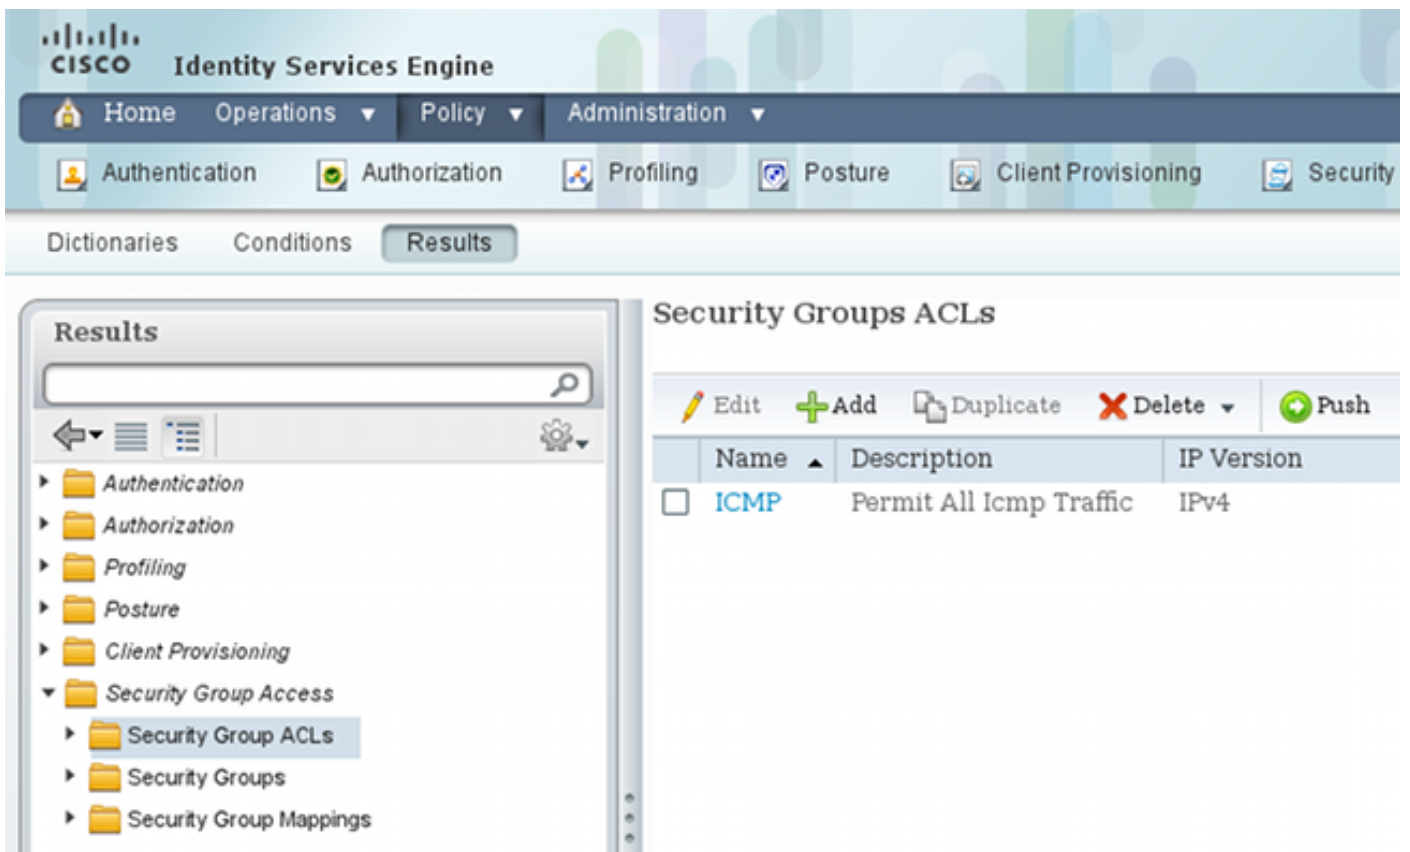 CISCO Identity Services Engine
Home Operations Policy Administration
Authentication Authorization Profiling Posture Client Provisioning Security
Dictionaries Conditions Results
Results
Authentication
Authorization
Profiling
Posture
Client Provisioning
Security Group Access
Security Group ACLs
Security Groups
Security Group Mappings
Security Groups ACLs
Edit Add Duplicate Delete Push
Name Description IP Version
ICMP Permit All Icmp Traffic IPv4